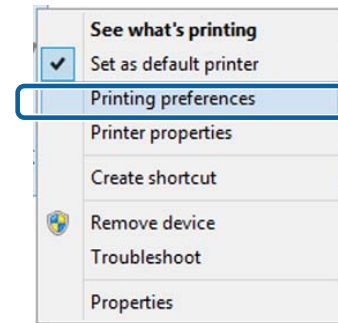 See what's printing
Set as default printer
Printing preferences
Printer properties
Create shortcut
Remove device
Troubleshoot
Properties